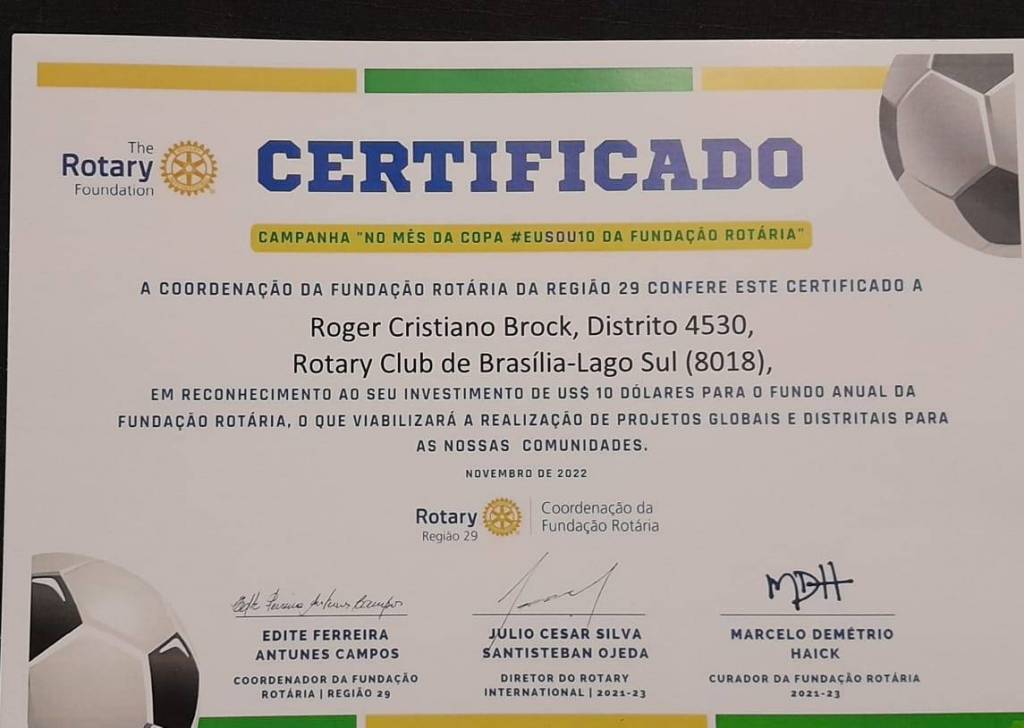 The
Rotary
Foundation
CERTIFICADO
CAMPANHA "NO MÊS DA COPA #EUSOU10 DA FUNDAÇÃO ROTÁRIA"
A COORDENAÇÃO DA FUNDAÇÃO ROTÁRIA DA REGIÃO 29 CONFERE ESTE CERTIFICADO A
Roger Cristiano Brock, Distrito 4530,
Rotary Club de Brasília-Lago Sul (8018),
EM RECONHECIMENTO AO SEU INVESTIMENTO DE US$ 10 DÓLARES PARA O FUNDO ANUAL DA
FUNDAÇÃO ROTÁRIA, O QUE VIABILIZARÁ A REALIZAÇÃO DE PROJETOS GLOBAIS E DISTRITAIS PARA
AS NOSSAS COMUNIDADES.
NOVEMBRO DE 2022
Rotary
Região 29
Coordenação da
Fundação Rotária
EDITE FERREIRA
ANTUNES CAMPOS
COORDENADOR DA FUNDAÇÃO
ROTÁRIA | REGIÃO 29
JULIO CESAR SILVA
SANTISTEBAN OJEDA
DIRETOR DO ROTARY
INTERNATIONAL | 2021-23
MDH
MARCELO DEMÉTRIO
HAICK
CURADOR DA FUNDAÇÃO ROTÁRIA
2021-23